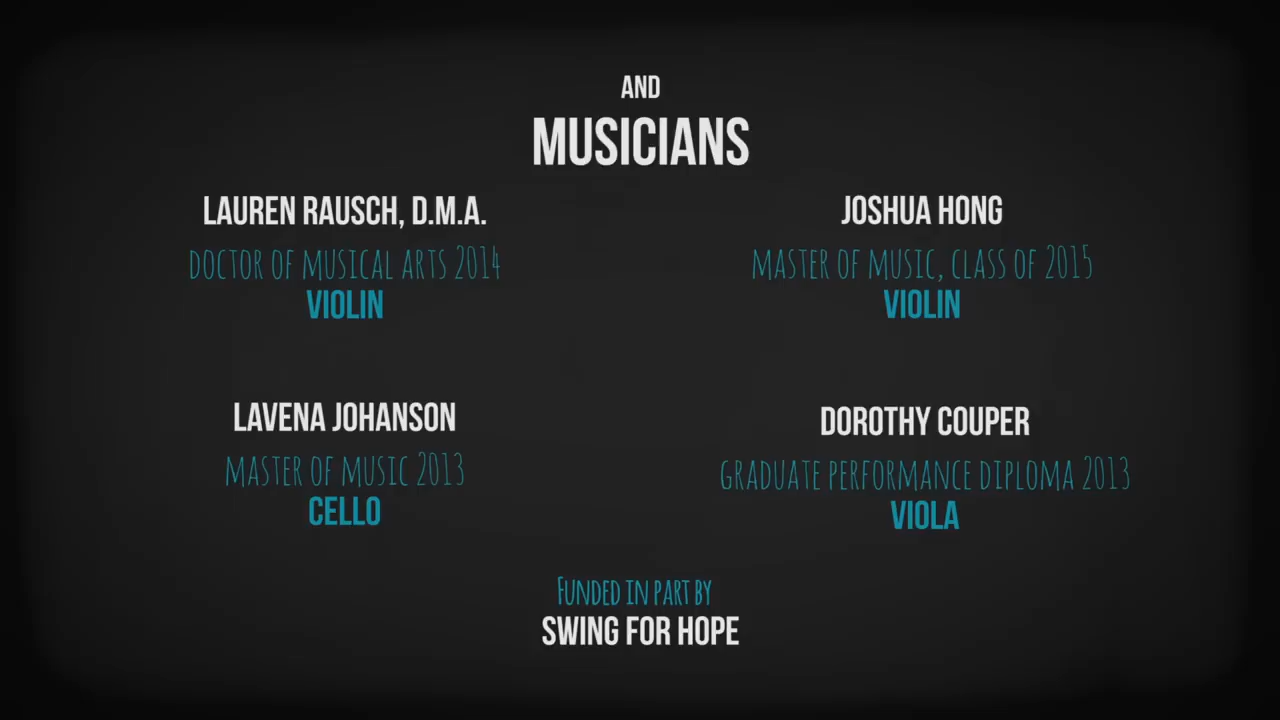 AND
MUSICIANS
LAUREN RAUSCH, D.M.A.
DOCTOR OF MUSICAL ARTS 2014
VIOLIN
JOSHUA HONG
MASTER OF MUSIC, CLASS OF 2015
VIOLIN
LAVENA JOHANSON
MASTER OF MUSIC 2013
CELLO
DOROTHY COUPER
GRADUATE PERFORMANCE DIPLOMA 2013
VIOLA
FUNDED IN PART BY
SWING FOR HOPE